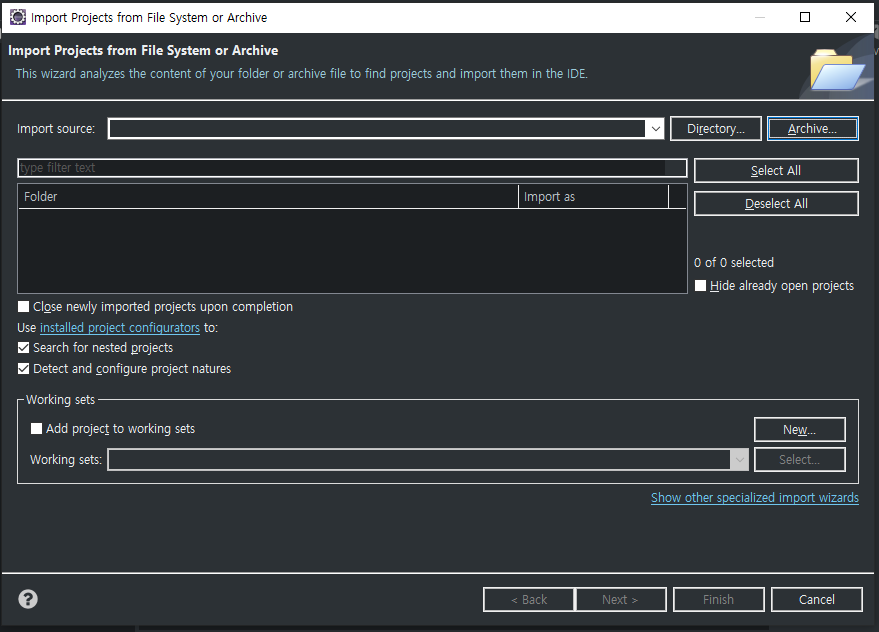 Import Projects from File System or Archive
Import Projects from File System or Archive
This wizard analyzes the content of your folder or archive file to find projects and import them in the IDE.
Import source: Directory... Archive...
type filter text Select All
Folder Import as
Deselect All
0 of 0 selected
Hide already open projects
Close newly imported projects upon completion
Use installed project configurators to:
Search for nested projects
Detect and configure project natures
Working sets
Add project to working sets New...
Working sets: Select...
Show other specialized import wizards
? < Back Next > Finish Cancel